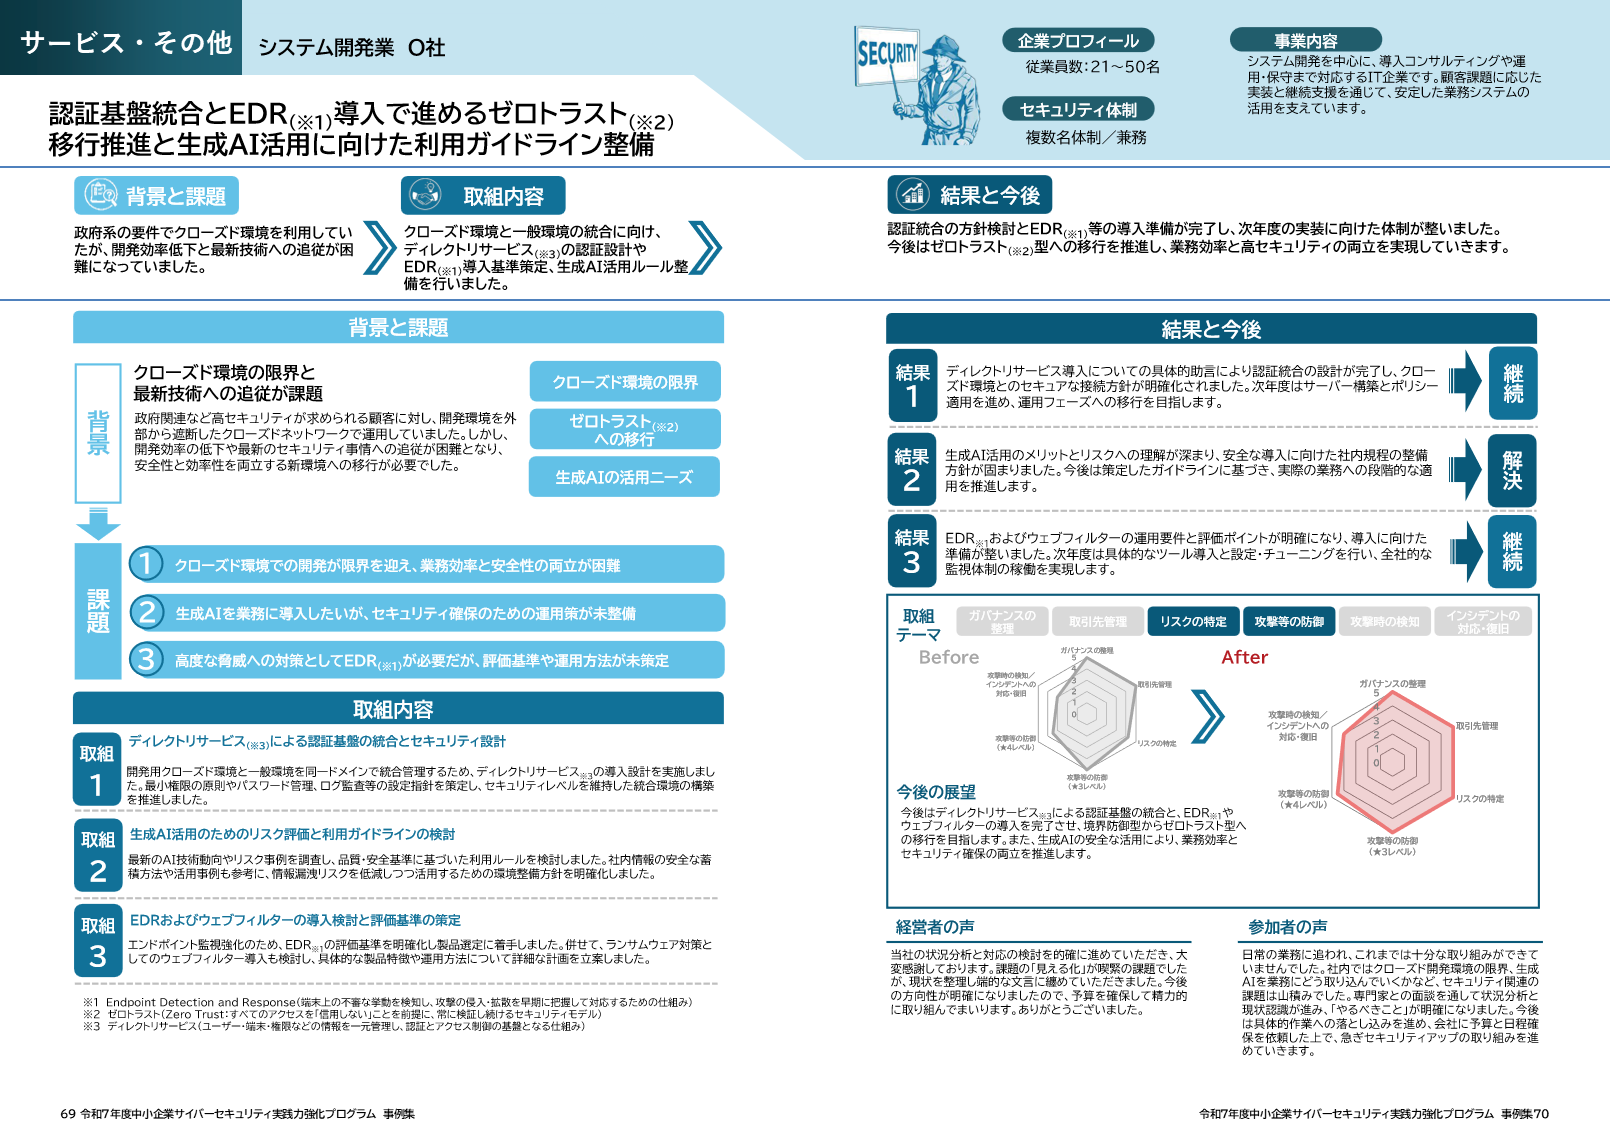 サービス・その他
システム開発業 O社
認証基盤統合とEDR(※1)導入で進めるゼロトラスト(※2)
移行推進と生成AI活用に向けた利用ガイドライン整備
SECURITY
企業プロフィール
従業員数:21～50名
セキュリティ体制
複数名体制／兼務
事業内容
システム開発を中心に、導入コンサルティングや運
用・保守まで対応するIT企業です。顧客課題に応じた
実装と継続支援を通じて、安定した業務システムの
活用を支えています。
背景と課題
政府系の要件でクローズド環境を利用してい
たが、開発効率低下と最新技術への追従が困
難になっていました。
取組内容
クローズド環境と一般環境の統合に向け、
ディレクトリサービス(※3)の認証設計や
EDR(※1)導入基準策定、生成AI活用ルール整
備を行いました。
結果と今後
認証統合の方針検討とEDR(※1)等の導入準備が完了し、次年度の実装に向けた体制が整いました。
今後はゼロトラスト(※2)型への移行を推進し、業務効率と高セキュリティの両立を実現していきます。
背景と課題
背景
クローズド環境の限界と
最新技術への追従が課題
政府関連など高セキュリティが求められる顧客に対し、開発環境を外
部から遮断したクローズドネットワークで運用していました。しかし、
開発効率の低下や最新のセキュリティ事情への追従が困難となり、
安全性と効率性を両立する新環境への移行が必要でした。
クローズド環境の限界
ゼロトラスト(※2)
への移行
生成AIの活用ニーズ
課題
1 クローズド環境での開発が限界を迎え、業務効率と安全性の両立が困難
2 生成AIを業務に導入したいが、セキュリティ確保のための運用策が未整備
3 高度な脅威への対策としてEDR(※1)が必要だが、評価基準や運用方法が未策定
取組内容
取組
1
ディレクトリサービス(※3)による認証基盤の統合とセキュリティ設計
開発用クローズド環境と一般環境を同一ドメインで統合管理するため、ディレクトリサービス※3の導入設計を実施しまし
た。最小権限の原則やパスワード管理、ログ監査等の設定指針を策定し、セキュリティレベルを維持した統合環境の構築
を推進しました。
取組
2
生成AI活用のためのリスク評価と利用ガイドラインの検討
最新のAI技術動向やリスク事例を調査し、品質・安全基準に基づいた利用ルールを検討しました。社内情報の安全な蓄
積方法や活用事例も参考に、情報漏洩リスクを低減しつつ活用するための環境整備方針を明確化しました。
取組
3
EDRおよびウェブフィルターの導入検討と評価基準の策定
エンドポイント監視強化のため、EDR※1の評価基準を明確化し製品選定に着手しました。併せて、ランサムウェア対策と
してのウェブフィルター導入も検討し、具体的な製品特徴や運用方法について詳細な計画を立案しました。
※1 Endpoint Detection and Response(端末上の不審な挙動を検知し、攻撃の侵入・拡散を早期に把握して対応するための仕組み)
※2 ゼロトラスト(Zero Trust:すべてのアクセスを「信用しない」ことを前提に、常に検証し続けるセキュリティモデル)
※3 ディレクトリサービス(ユーザー・端末・権限などの情報を一元管理し、認証とアクセス制御の基盤となる仕組み)
結果と今後
結果
1
ディレクトリサービス導入についての具体的助言により認証統合の設計が完了し、クロー
ズド環境とのセキュアな接続方針が明確化されました。次年度はサーバー構築とポリシー
適用を進め、運用フェーズへの移行を目指します。
継続
結果
2
生成AI活用のメリットとリスクへの理解が深まり、安全な導入に向けた社内規程の整備
方針が固まりました。今後は策定したガイドラインに基づき、実際の業務への段階的な適
用を推進します。
解決
結果
3
EDR※1およびウェブフィルターの運用要件と評価ポイントが明確になり、導入に向けた
準備が整いました。次年度は具体的なツール導入と設定・チューニングを行い、全社的な
監視体制の稼働を実現します。
継続
取組
テーマ
ガバナンスの
整理
取引先管理
リスクの特定
攻撃等の防御
攻撃時の検知
インシデントの
対応・復旧
Before
ガバナンスの整理
5
4
3
2
1
0
取引先管理
リスクの特定
攻撃等の防御
(★3レベル)
攻撃等の防御
(★4レベル)
攻撃時の検知／
インシデントへの
対応・復旧
After
ガバナンスの整理
5
4
3
2
1
0
取引先管理
リスクの特定
攻撃等の防御
(★3レベル)
攻撃等の防御
(★4レベル)
攻撃時の検知／
インシデントへの
対応・復旧
今後の展望
今後はディレクトリサービス※3による認証基盤の統合と、EDR※1や
ウェブフィルターの導入を完了させ、境界防御型からゼロトラスト型へ
の移行を目指します。また、生成AIの安全な活用により、業務効率と
セキュリティ確保の両立を推進します。
経営者の声
当社の状況分析と対応の検討を的確に進めていただき、大
変感謝しております。課題の「見える化」が喫緊の課題でした
が、現状を整理し端的な文言に纏めていただきました。今後
の方向性が明確になりましたので、予算を確保して精力的
に取り組んでまいります。ありがとうございました。
参加者の声
日常の業務に追われ、これまでは十分な取り組みができて
いませんでした。社内ではクローズド開発環境の限界、生成
AIを業務にどう取り込んでいくかなど、セキュリティ関連の
課題は山積みでした。専門家との面談を通して状況分析と
現状認識が進み、「やるべきこと」が明確になりました。今後
は具体的作業への落とし込みを進め、会社に予算と日程確
保を依頼した上で、急ぎセキュリティアップの取り組みを進
めていきます。
69 令和7年度中小企業サイバーセキュリティ実践力強化プログラム 事例集
令和7年度中小企業サイバーセキュリティ実践力強化プログラム 事例集70